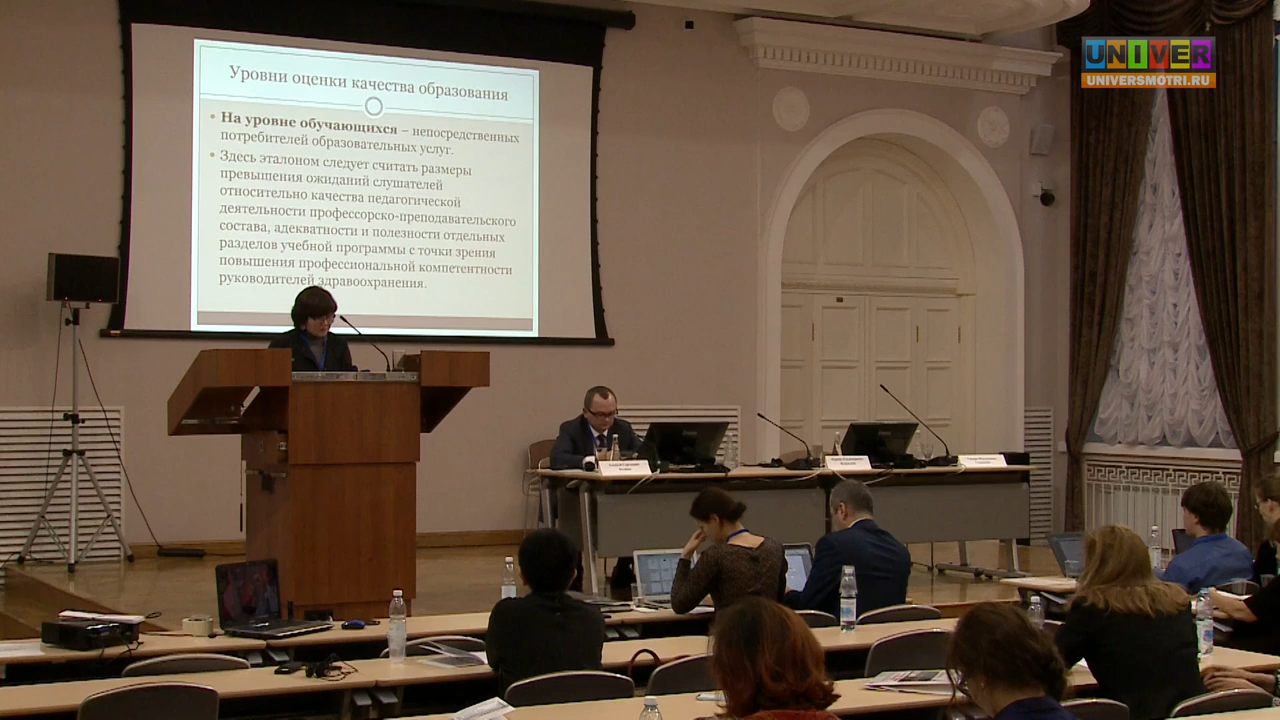 UNIVER
UNIVERSMOTRI.RU
Уровни оценки качества образования
• На уровне обучающихся – непосредственных
потребителей образовательных услуг.
• Здесь эталоном следует считать размеры
превышения ожиданий слушателей
относительно качества педагогической
деятельности профессорско-преподавательского
состава, адекватности и полезности отдельных
разделов учебной программы с точки зрения
повышения профессиональной компетентности
руководителей здравоохранения.